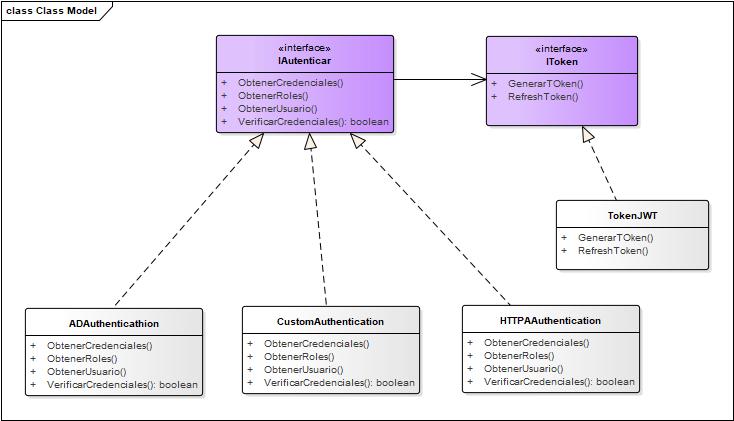 class Class Model
«interface»
IAutenticar
+ ObtenerCredenciales()
+ ObtenerRoles()
+ ObtenerUsuario()
+ VerificarCredenciales(): boolean
«interface»
IToken
+ GenerarTOken()
+ RefreshToken()
TokenJWT
+ GenerarTOken()
+ RefreshToken()
ADAuthenticathion
+ ObtenerCredenciales()
+ ObtenerRoles()
+ ObtenerUsuario()
+ VerificarCredenciales(): boolean
CustomAuthentication
+ ObtenerCredenciales()
+ ObtenerRoles()
+ ObtenerUsuario()
+ VerificarCredenciales(): boolean
HTTPAAuthentication
+ ObtenerCredenciales()
+ ObtenerRoles()
+ ObtenerUsuario()
+ VerificarCredenciales(): boolean